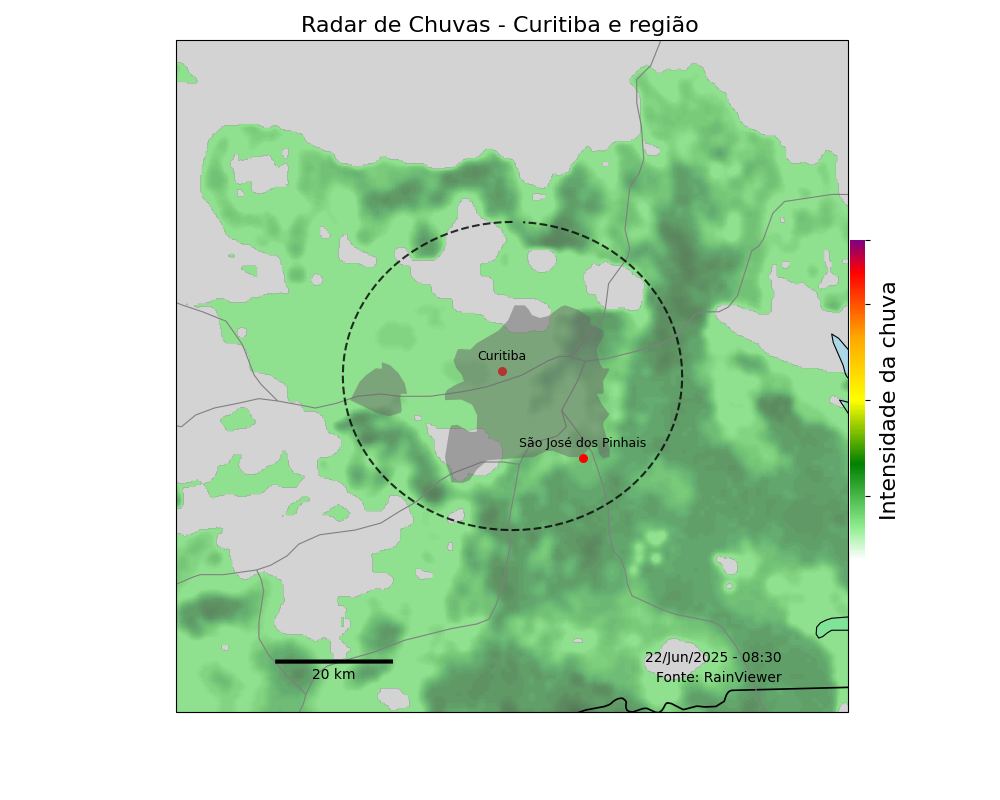 Radar de Chuvas - Curitiba e região
Curitiba
São José dos Pinhais
Intensidade da chuva
20 km
22/Jun/2025 - 08:30
Fonte: RainViewer